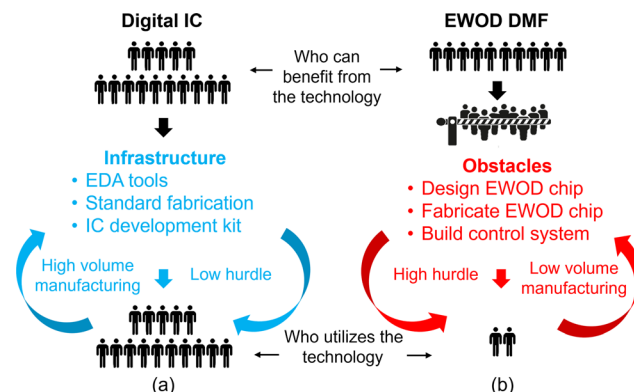 Digital IC
EWOD DMF
Who can
benefit from
the technology
Infrastructure
• EDA tools
• Standard fabrication
• IC development kit
Obstacles
• Design EWOD chip
• Fabricate EWOD chip
• Build control system
High volume
manufacturing
Low hurdle
High hurdle
Low volume
manufacturing
Who utilizes the
technology
(a)
(b)